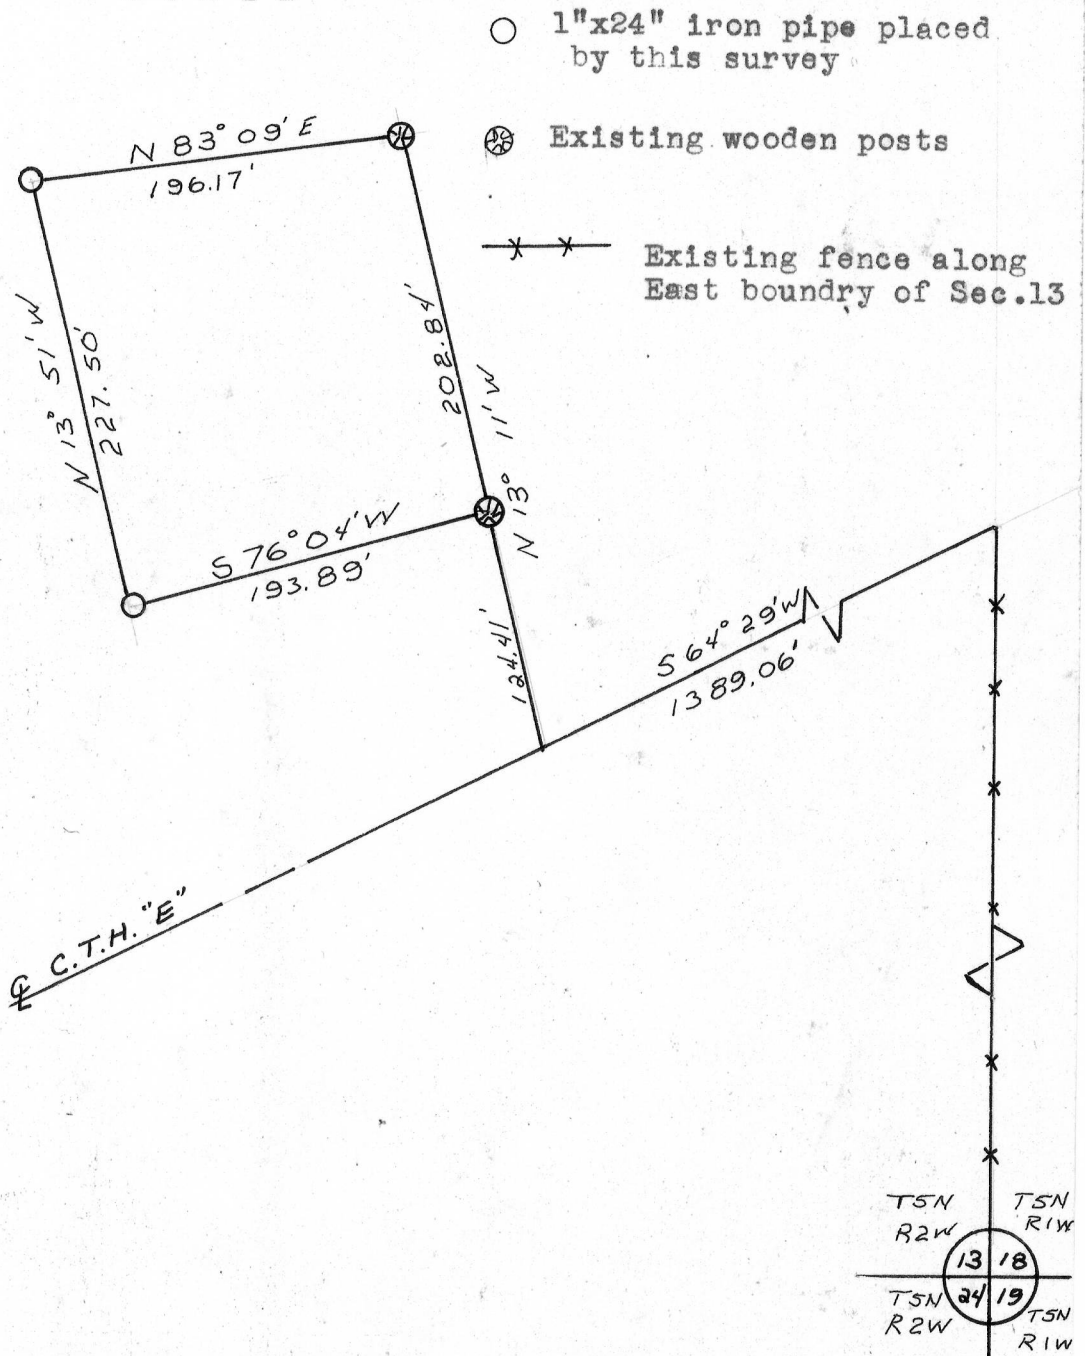 1"x24" iron pipe placed
by this survey
Existing wooden posts
Existing fence along
East boundry of Sec.13
N 83° 09' E
196.17'
N 13° 51' W
227.50'
202.84'
N 13° 11' W
S 76° 04' W
193.89'
124.41'
S 64° 29' W
1389.06'
℄ C.T.H. "E"
T5N
R2W
T5N
R1W
13 18
24 19
T5N
R2W
T5N
R1W